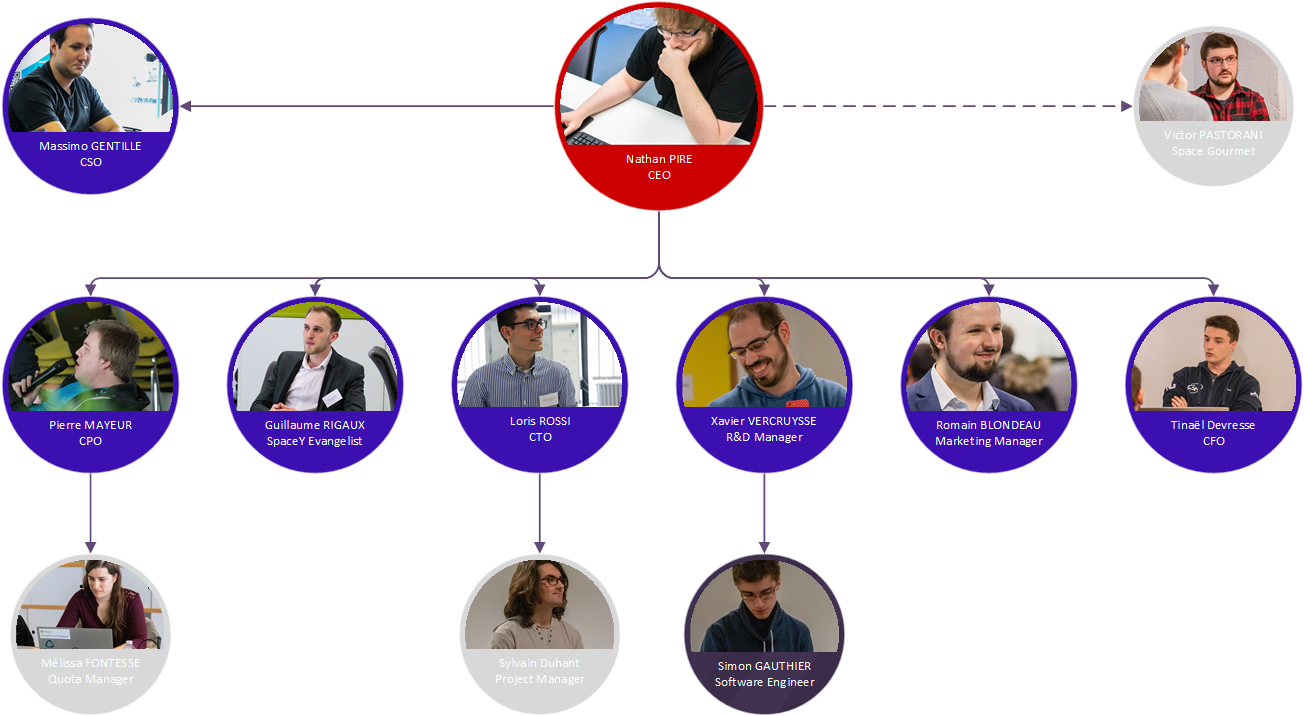 Massimo GENTILLE
CSO
Nathan PIRE
CEO
Victor PASTORANI
Space Gourmet
Pierre MAYEUR
CPO
Guillaume RIGAUX
SpaceY Evangelist
Loris ROSSI
CTO
Xavier VERCRUYSSE
R&D Manager
Romain BLONDEAU
Marketing Manager
Tinaël Devresse
CFO
Mélissa FONTESSE
Quota Manager
Sylvain Duhant
Project Manager
Simon GAUTHIER
Software Engineer